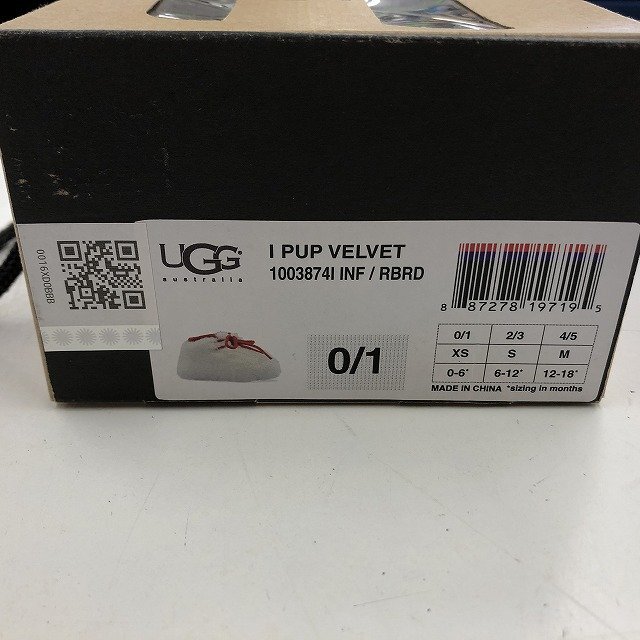 0016X00B8B
UGG
australia
I PUP VELVET
1003874I INF / RBRD
0/1
8 87278 19719 5
0/1 2/3 4/5
XS S M
0-6* 6-12* 12-18*
MADE IN CHINA *sizing in months